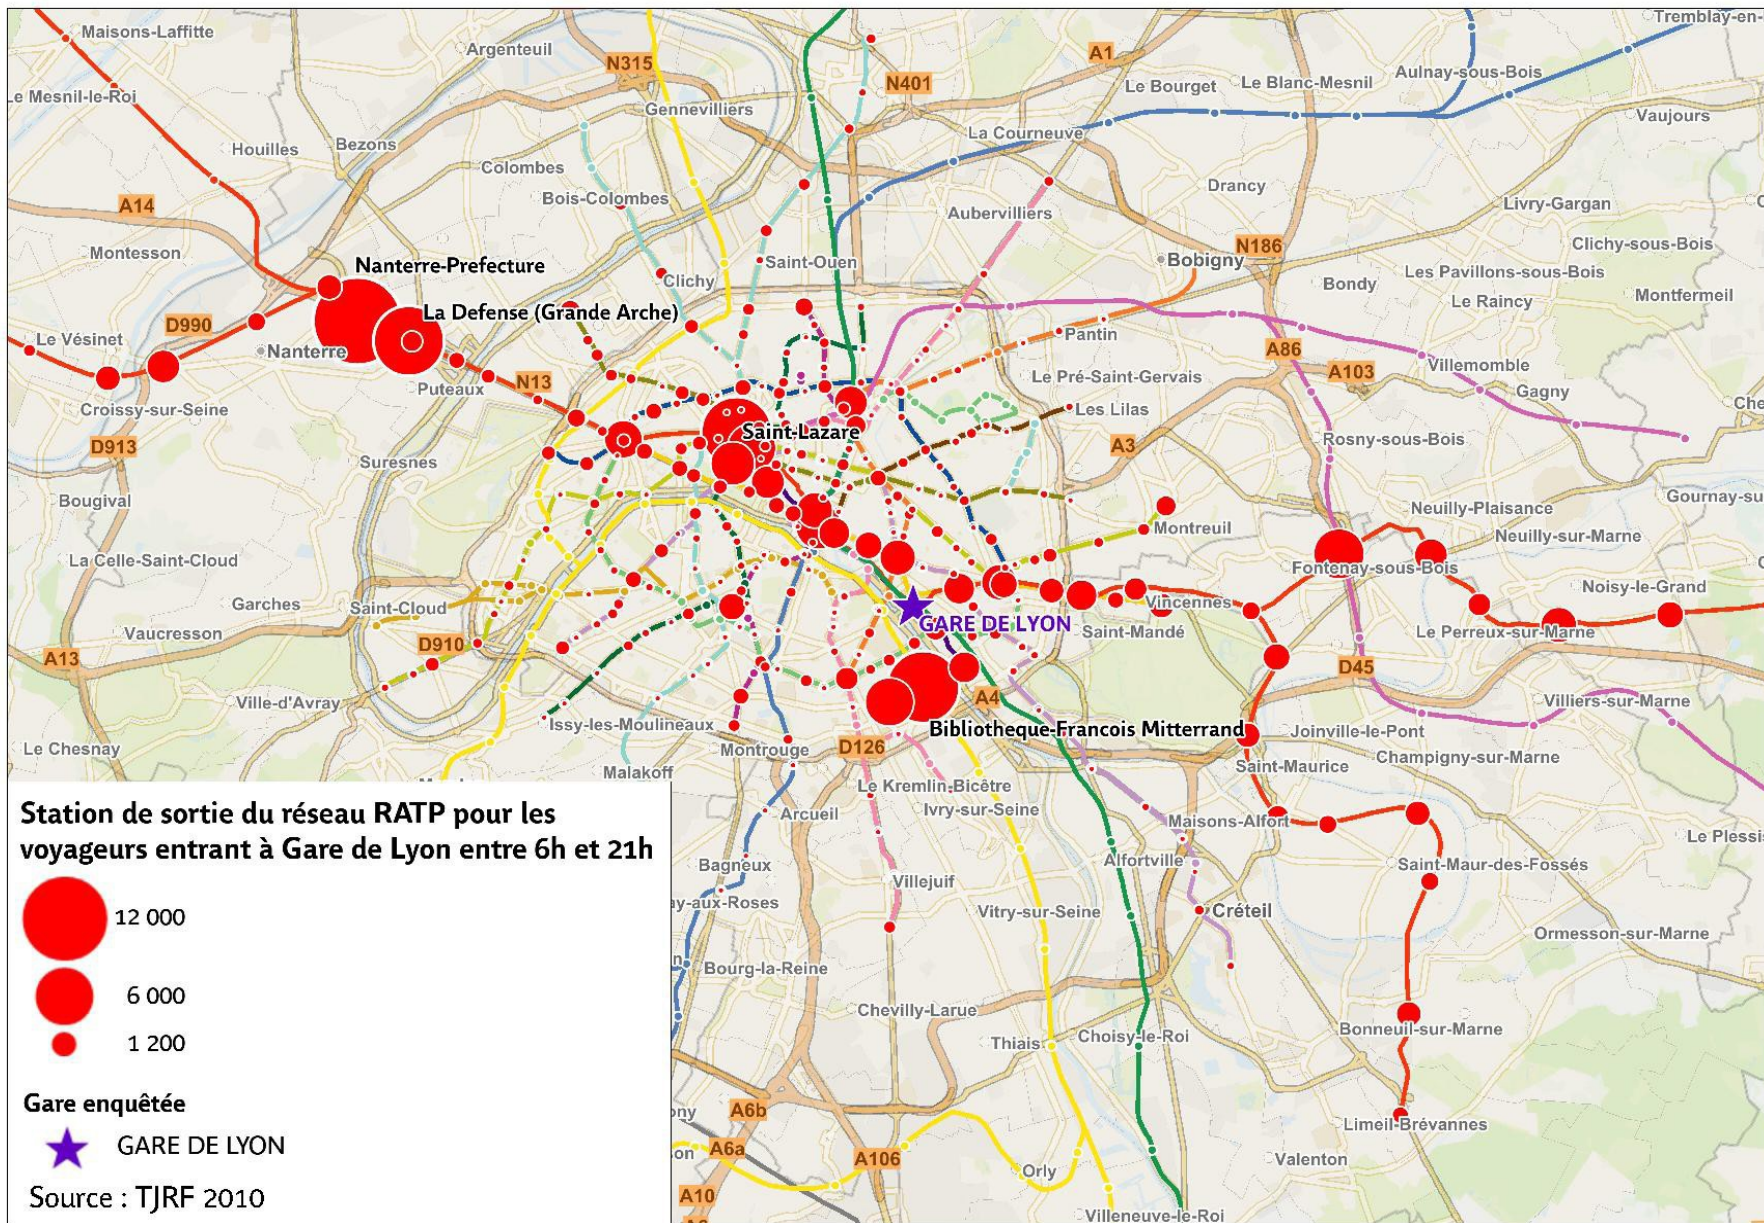 Maisons-Laffitte
Argenteuil
N315
Tremblay-en-
A1
Aulnay-sous-Bois
Le Mesnil-le-Roi
N401
Le Bourget
Le Blanc-Mesnil
Gennevilliers
Vaujours
Houilles
Bezons
La Courneuve
Colombes
Drancy
A14
Bois-Colombes
Aubervilliers
Livry-Gargan
Montesson
N186
Clichy-sous-Bois
Nanterre-Prefecture
Saint-Ouen
Bobigny
Les Pavillons-sous-Bois
Clichy
Bondy
Le Raincy
Montfermeil
La Defense (Grande Arche)
D990
Pantin
Le Vésinet
Nanterre
A86
Villemomble
A103
Puteaux
N13
Le Pré-Saint-Gervais
Gagny
Croissy-sur-Seine
Les Lilas
Che
D913
Saint-Lazare
A3
Rosny-sous-Bois
Suresnes
Bougival
Gournay-su
Neuilly-Plaisance
Montreuil
Neuilly-sur-Marne
La Celle-Saint-Cloud
Fontenay-sous-Bois
Noisy-le-Grand
Garches
Saint-Cloud
Vincennes
GARE DE LYON
Saint-Mandé
Le Perreux-sur-Marne
Vaucresson
D910
A13
D45
Ville-d'Avray
A4
Villiers-sur-Marne
Issy-les-Moulineaux
Bibliotheque-Francois Mitterrand
Joinville-le-Pont
Le Chesnay
Montrouge
D126
Champigny-sur-Marne
Malakoff
Saint-Maurice
Le Kremlin-Bicêtre
Station de sortie du réseau RATP pour les
voyageurs entrant à Gare de Lyon entre 6h et 21h
12 000
6 000
1 200
Gare enquêtée
GARE DE LYON
Source : TJRF 2010
Arcueil
Ivry-sur-Seine
Maisons-Alfort
Le Plessis
Bagneux
Alfortville
Saint-Maur-des-Fossés
Villejuif
ay-aux-Roses
Vitry-sur-Seine
Créteil
Ormesson-sur-Marne
Bourg-la-Reine
Chevilly-Larue
Thiais
Choisy-le-Roi
Bonneuil-sur-Marne
ony
A6b
Limeil-Brévannes
son
A6a
A106
Orly
Valenton
A10
Villeneuve-le-Roi